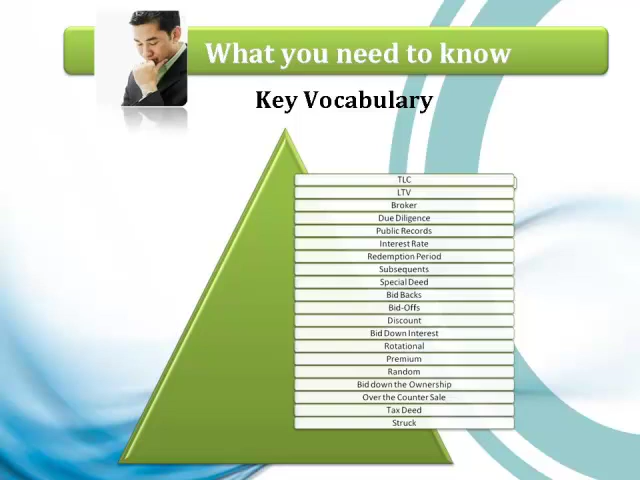 What you need to know
Key Vocabulary
TLC
LTV
Broker
Due Diligence
Public Records
Interest Rate
Redemption Period
Subsequents
Special Deed
Bid Backs
Bid-Offs
Discount
Bid Down Interest
Rotational
Premium
Random
Bid down the Ownership
Over the Counter Sale
Tax Deed
Struck